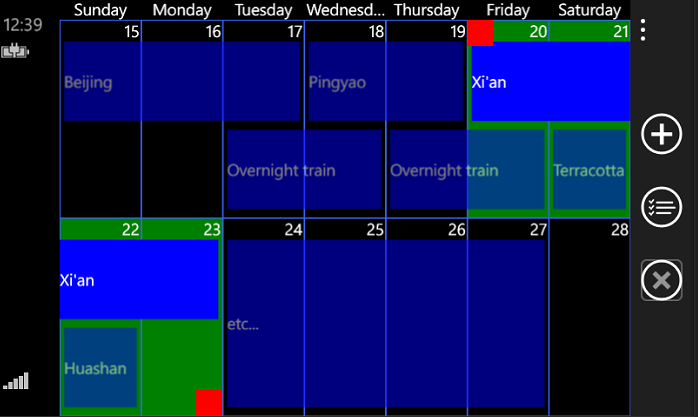 Sunday Monday Tuesday Wednesd... Thursday Friday Saturday
12:39
15 16 17 18 19 20 21
Beijing Pingyao Xi'an
Overnight train Overnight train Terracotta
22 23 24 25 26 27 28
Xi'an
etc...
Huashan